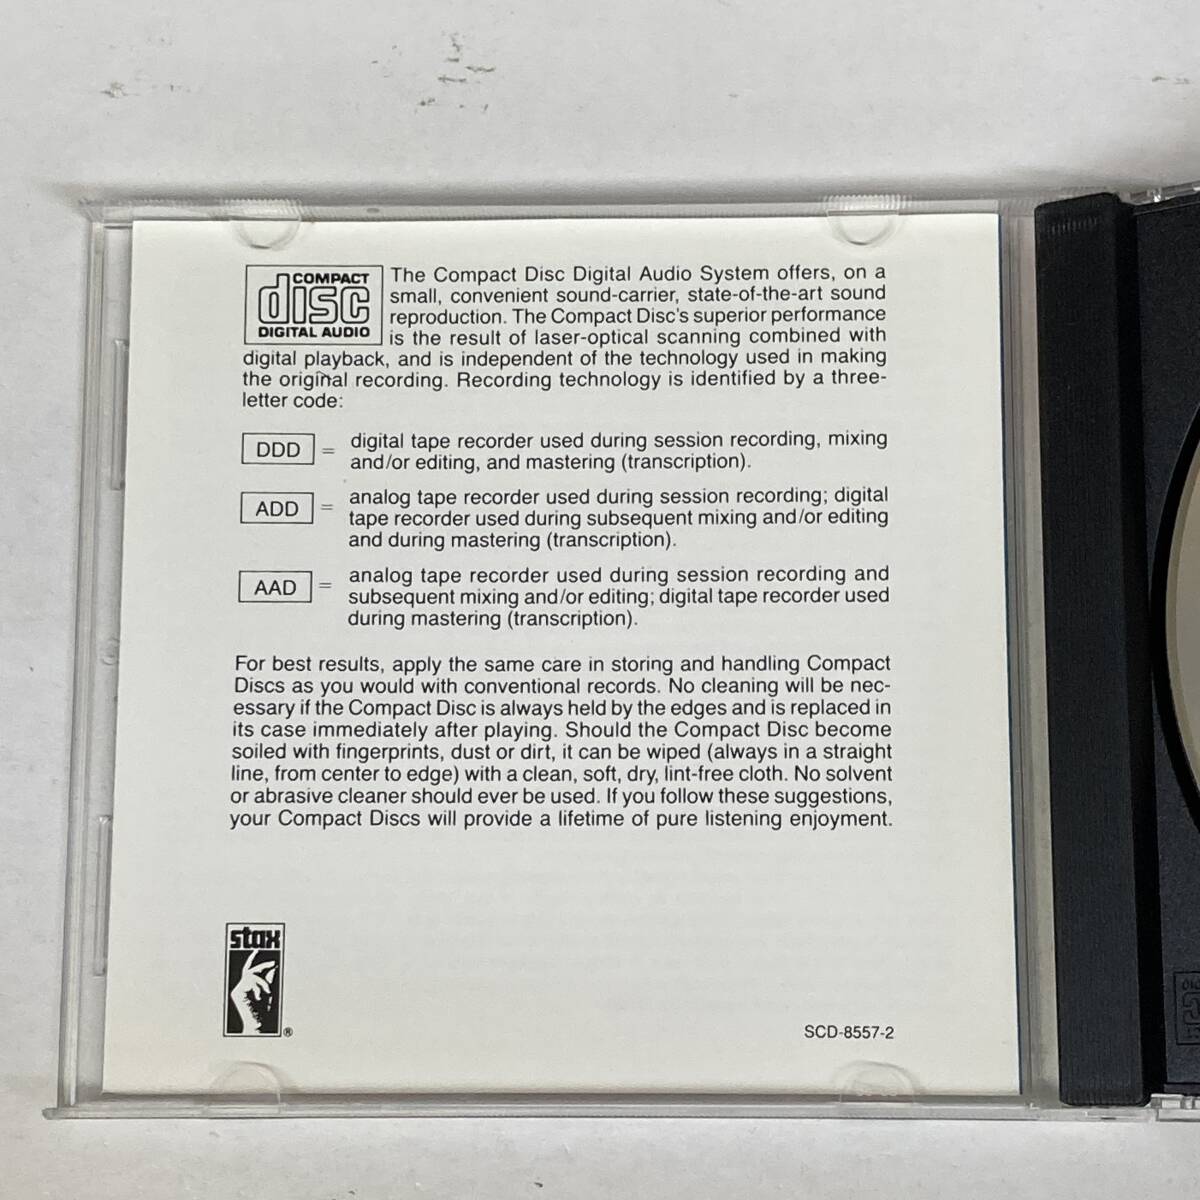 COMPACT
disc
DIGITAL AUDIO
The Compact Disc Digital Audio System offers, on a
small, convenient sound-carrier, state-of-the-art sound
reproduction. The Compact Disc's superior performance
is the result of laser-optical scanning combined with
digital playback, and is independent of the technology used in making
the original recording. Recording technology is identified by a three-
letter code:
DDD = digital tape recorder used during session recording, mixing
and/or editing, and mastering (transcription).
ADD = analog tape recorder used during session recording; digital
tape recorder used during subsequent mixing and/or editing
and during mastering (transcription).
AAD = analog tape recorder used during session recording and
subsequent mixing and/or editing; digital tape recorder used
during mastering (transcription).
For best results, apply the same care in storing and handling Compact
Discs as you would with conventional records. No cleaning will be nec-
essary if the Compact Disc is always held by the edges and is replaced in
its case immediately after playing. Should the Compact Disc become
soiled with fingerprints, dust or dirt, it can be wiped (always in a straight
line, from center to edge) with a clean, soft, dry, lint-free cloth. No solvent
or abrasive cleaner should ever be used. If you follow these suggestions,
your Compact Discs will provide a lifetime of pure listening enjoyment.
stax
®
SCD-8557-2